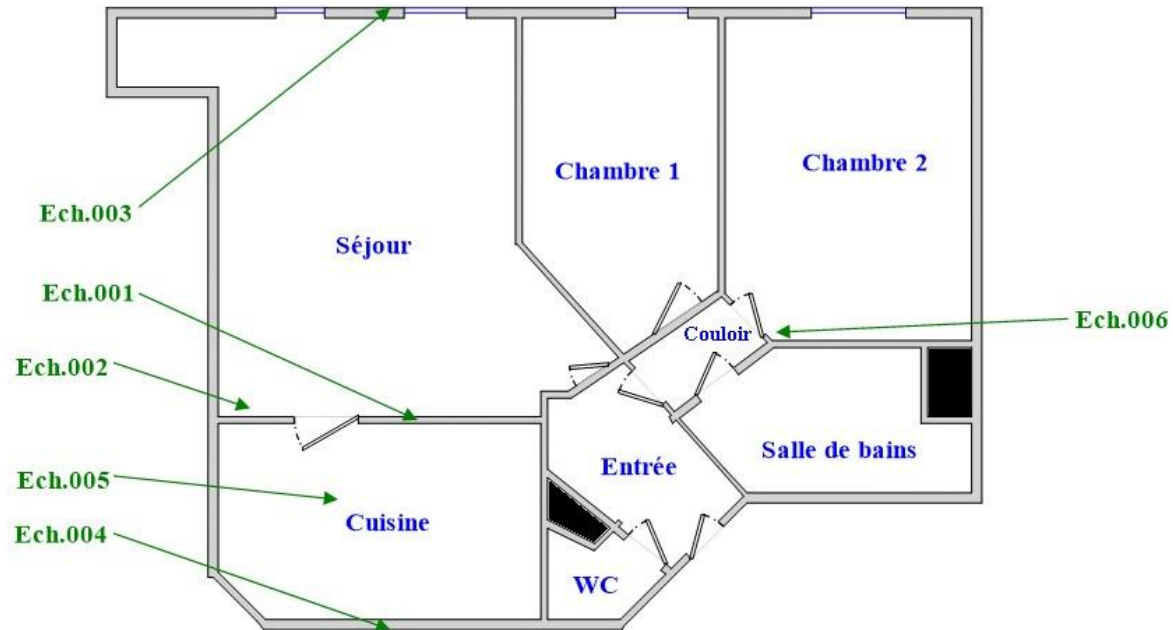 Chambre 1
Chambre 2
Ech.003
Séjour
Ech.001
Couloir
Ech.006
Ech.002
Salle de bains
Entrée
Ech.005
Cuisine
Ech.004
WC